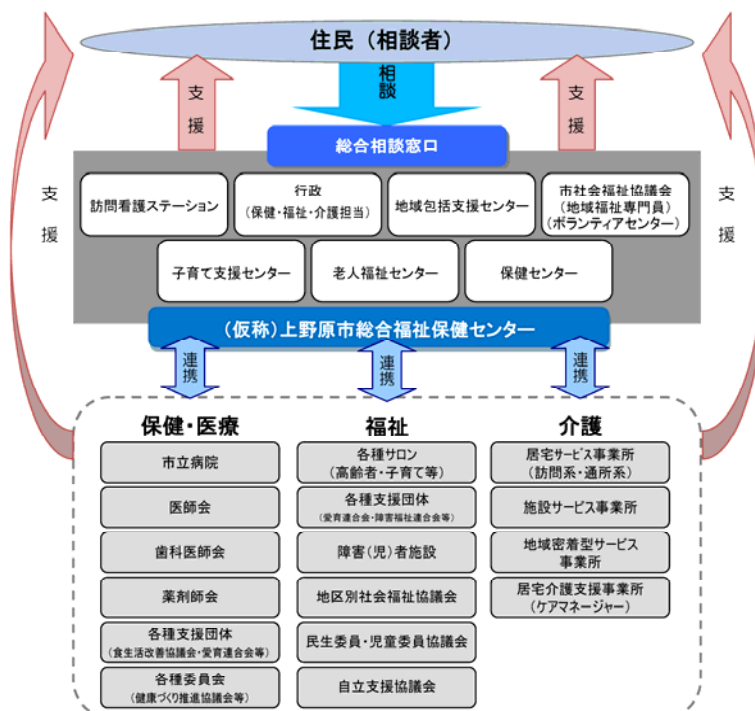 住民（相談者）
相談
支援
支援
総合相談窓口
訪問看護ステーション
行政
（保健・福祉・介護担当）
地域包括支援センター
市社会福祉協議会
（地域福祉専門員）
（ボランティアセンター）
子育て支援センター
老人福祉センター
保健センター
支援
支援
（仮称）上野原市総合福祉保健センター
連携
連携
連携
保健・医療
市立病院
医師会
歯科医師会
薬剤師会
各種支援団体
（食生活改善協議会・愛育連合会等）
各種委員会
（健康づくり推進協議会等）
福祉
各種サロン
（高齢者・子育て等）
各種支援団体
（愛育連合会・障害福祉連合会等）
障害（児）者施設
地区別社会福祉協議会
民生委員・児童委員協議会
自立支援協議会
介護
居宅サービス事業所
（訪問系・通所系）
施設サービス事業所
地域密着型サービス
事業所
居宅介護支援事業所
（ケアマネージャー）